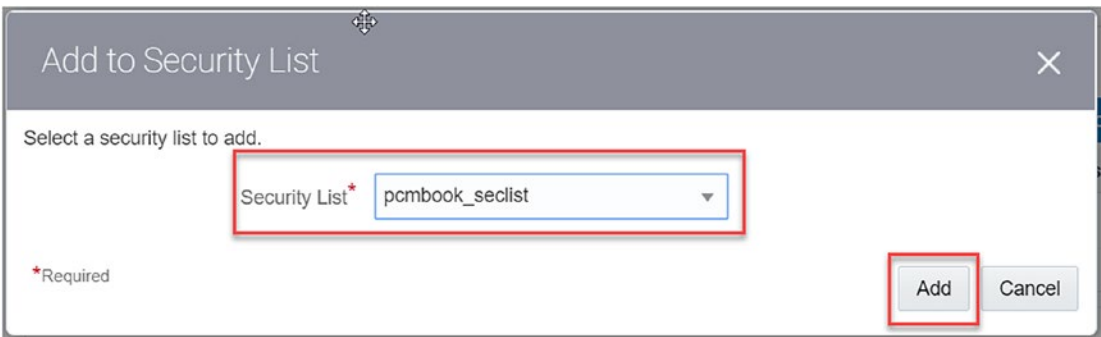 Add to Security List
Select a security list to add.
Security List* pcmbook_seclist
*Required
Add Cancel